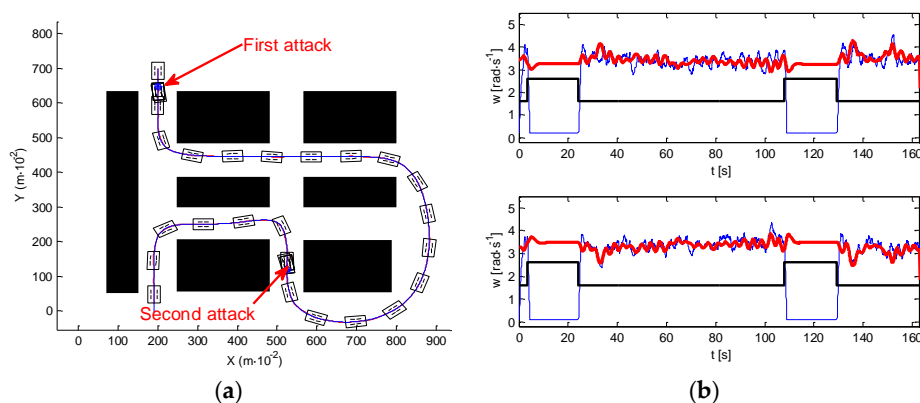 800
700
600
500
400
300
200
100
0
Y (m·10⁻²)
0 100 200 300 400 500 600 700 800 900
X (m·10⁻²)
First attack
Second attack
(a)
5
4
3
2
1
0
w [rad·s⁻¹]
0 20 40 60 80 100 120 140 160
t [s]
5
4
3
2
1
0
w [rad·s⁻¹]
0 20 40 60 80 100 120 140 160
t [s]
(b)